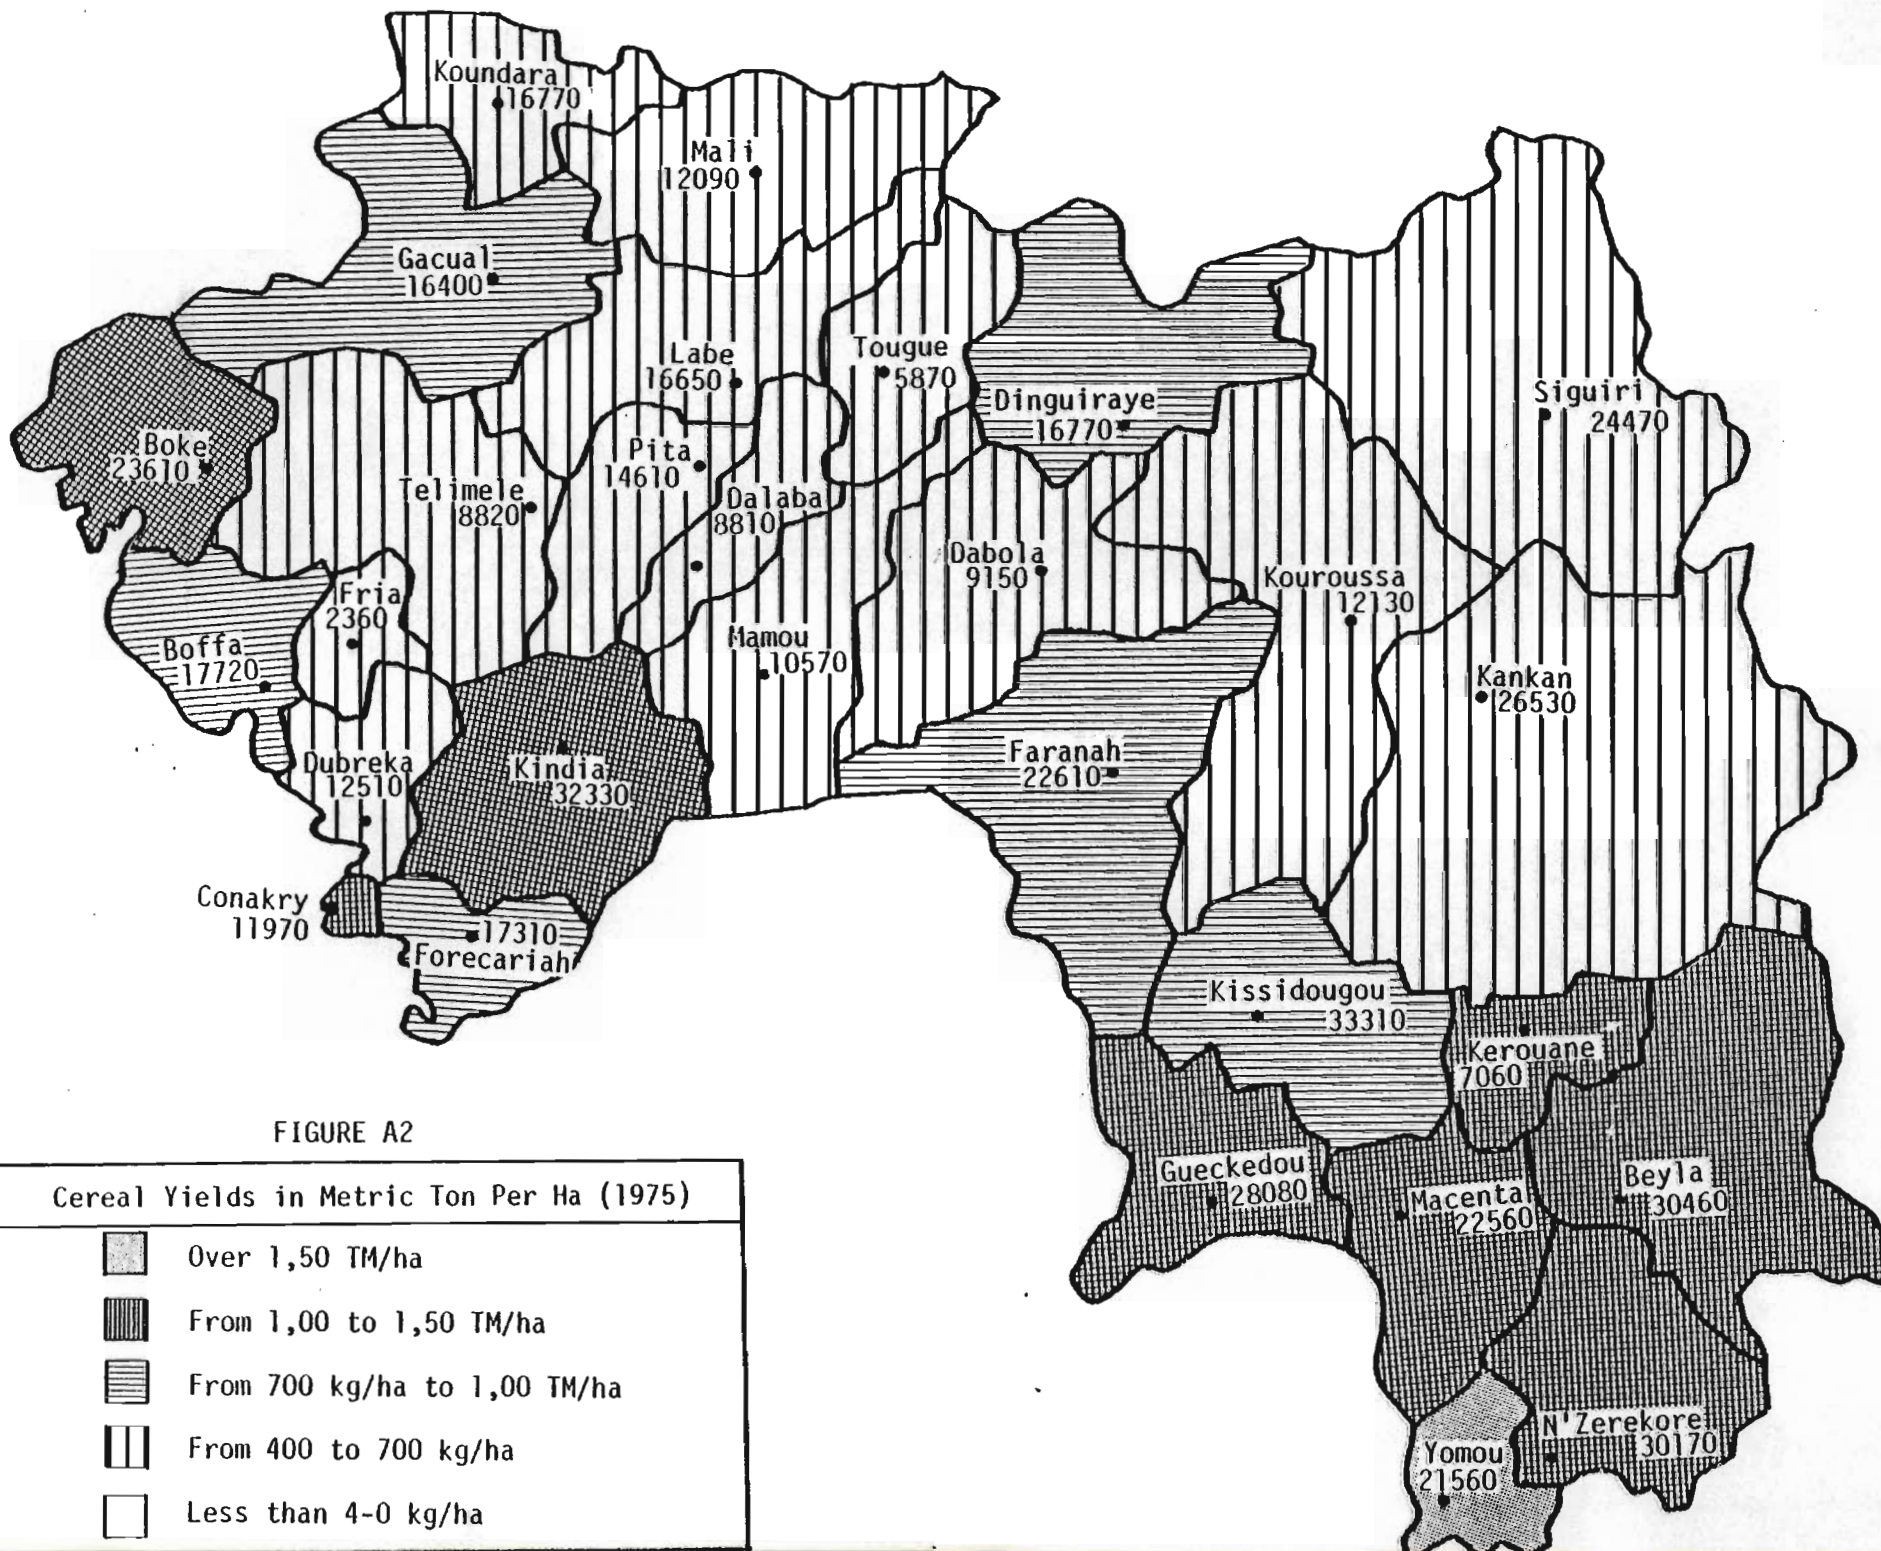 Koundara
16770
Mali
12090
Gacual
16400
Labe
16650
Tougue
5870
Dinguiraye
16770
Siguiri
24470
Boke
23610
Pita
14610
Telimele
8820
Dalaba
8810
Dabola
9150
Kouroussa
12130
Fria
2360
Boffa
17720
Mamou
10570
Kankan
26530
Dubreka
12510
Kindia
32330
Faranah
22610
Conakry
11970
17310
Forecariah
Kissidougou
33310
Kerouane
7060
Gueckedou
28080
Macenta
22560
Beyla
30460
N'Zerekore
30170
Yomou
21560
FIGURE A2
Cereal Yields in Metric Ton Per Ha (1975)
Over 1,50 TM/ha
From 1,00 to 1,50 TM/ha
From 700 kg/ha to 1,00 TM/ha
From 400 to 700 kg/ha
Less than 4-0 kg/ha